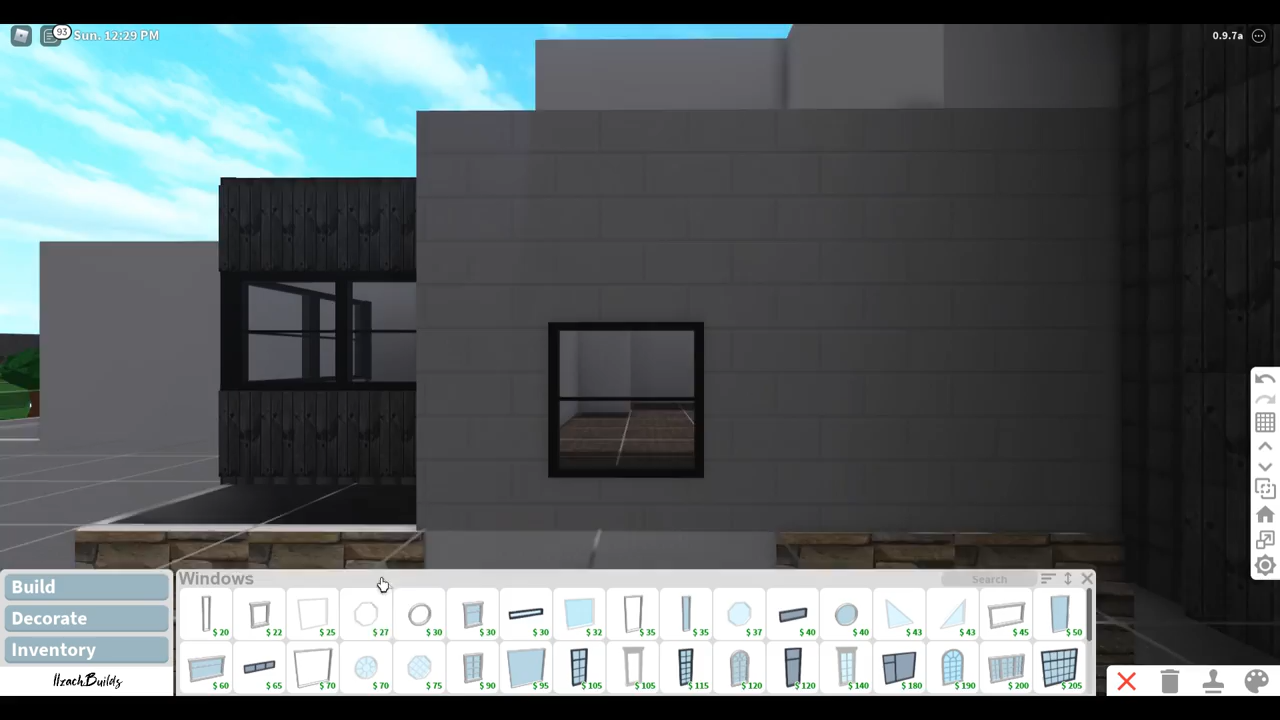 93 Sun. 12:29 PM
0.9.7a
Build
Decorate
Inventory
IIzachBuilds
Windows
Search
$ 20 $ 22 $ 25 $ 27 $ 30 $ 30 $ 30 $ 32 $ 35 $ 35 $ 37 $ 40 $ 40 $ 43 $ 43 $ 45 $ 50
$ 60 $ 65 $ 70 $ 70 $ 75 $ 90 $ 95 $ 105 $ 105 $ 115 $ 120 $ 120 $ 140 $ 180 $ 190 $ 200 $ 205